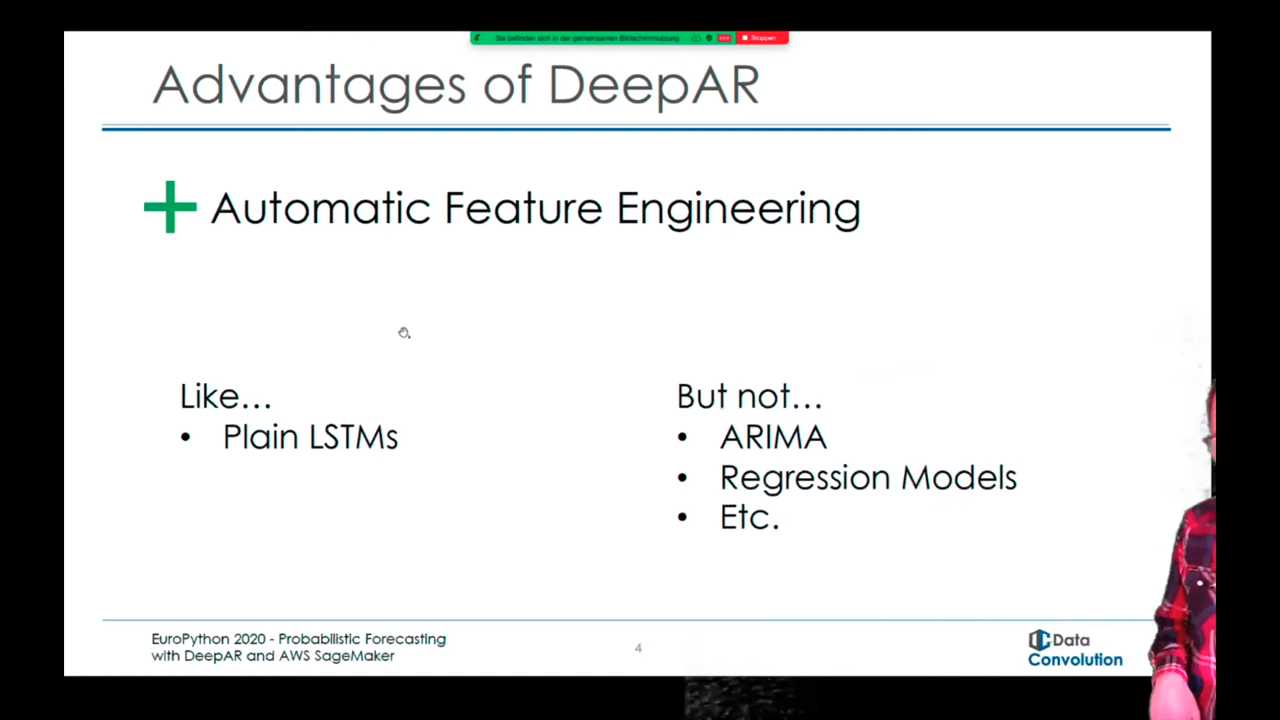 Sie befinden sich in der gemeinsamen Bildschirmnutzung
LIVE
Stoppen
Advantages of DeepAR
Automatic Feature Engineering
Like...
• Plain LSTMs
But not...
• ARIMA
• Regression Models
• Etc.
EuroPython 2020 - Probabilistic Forecasting
with DeepAR and AWS SageMaker
4
Data
Convolution